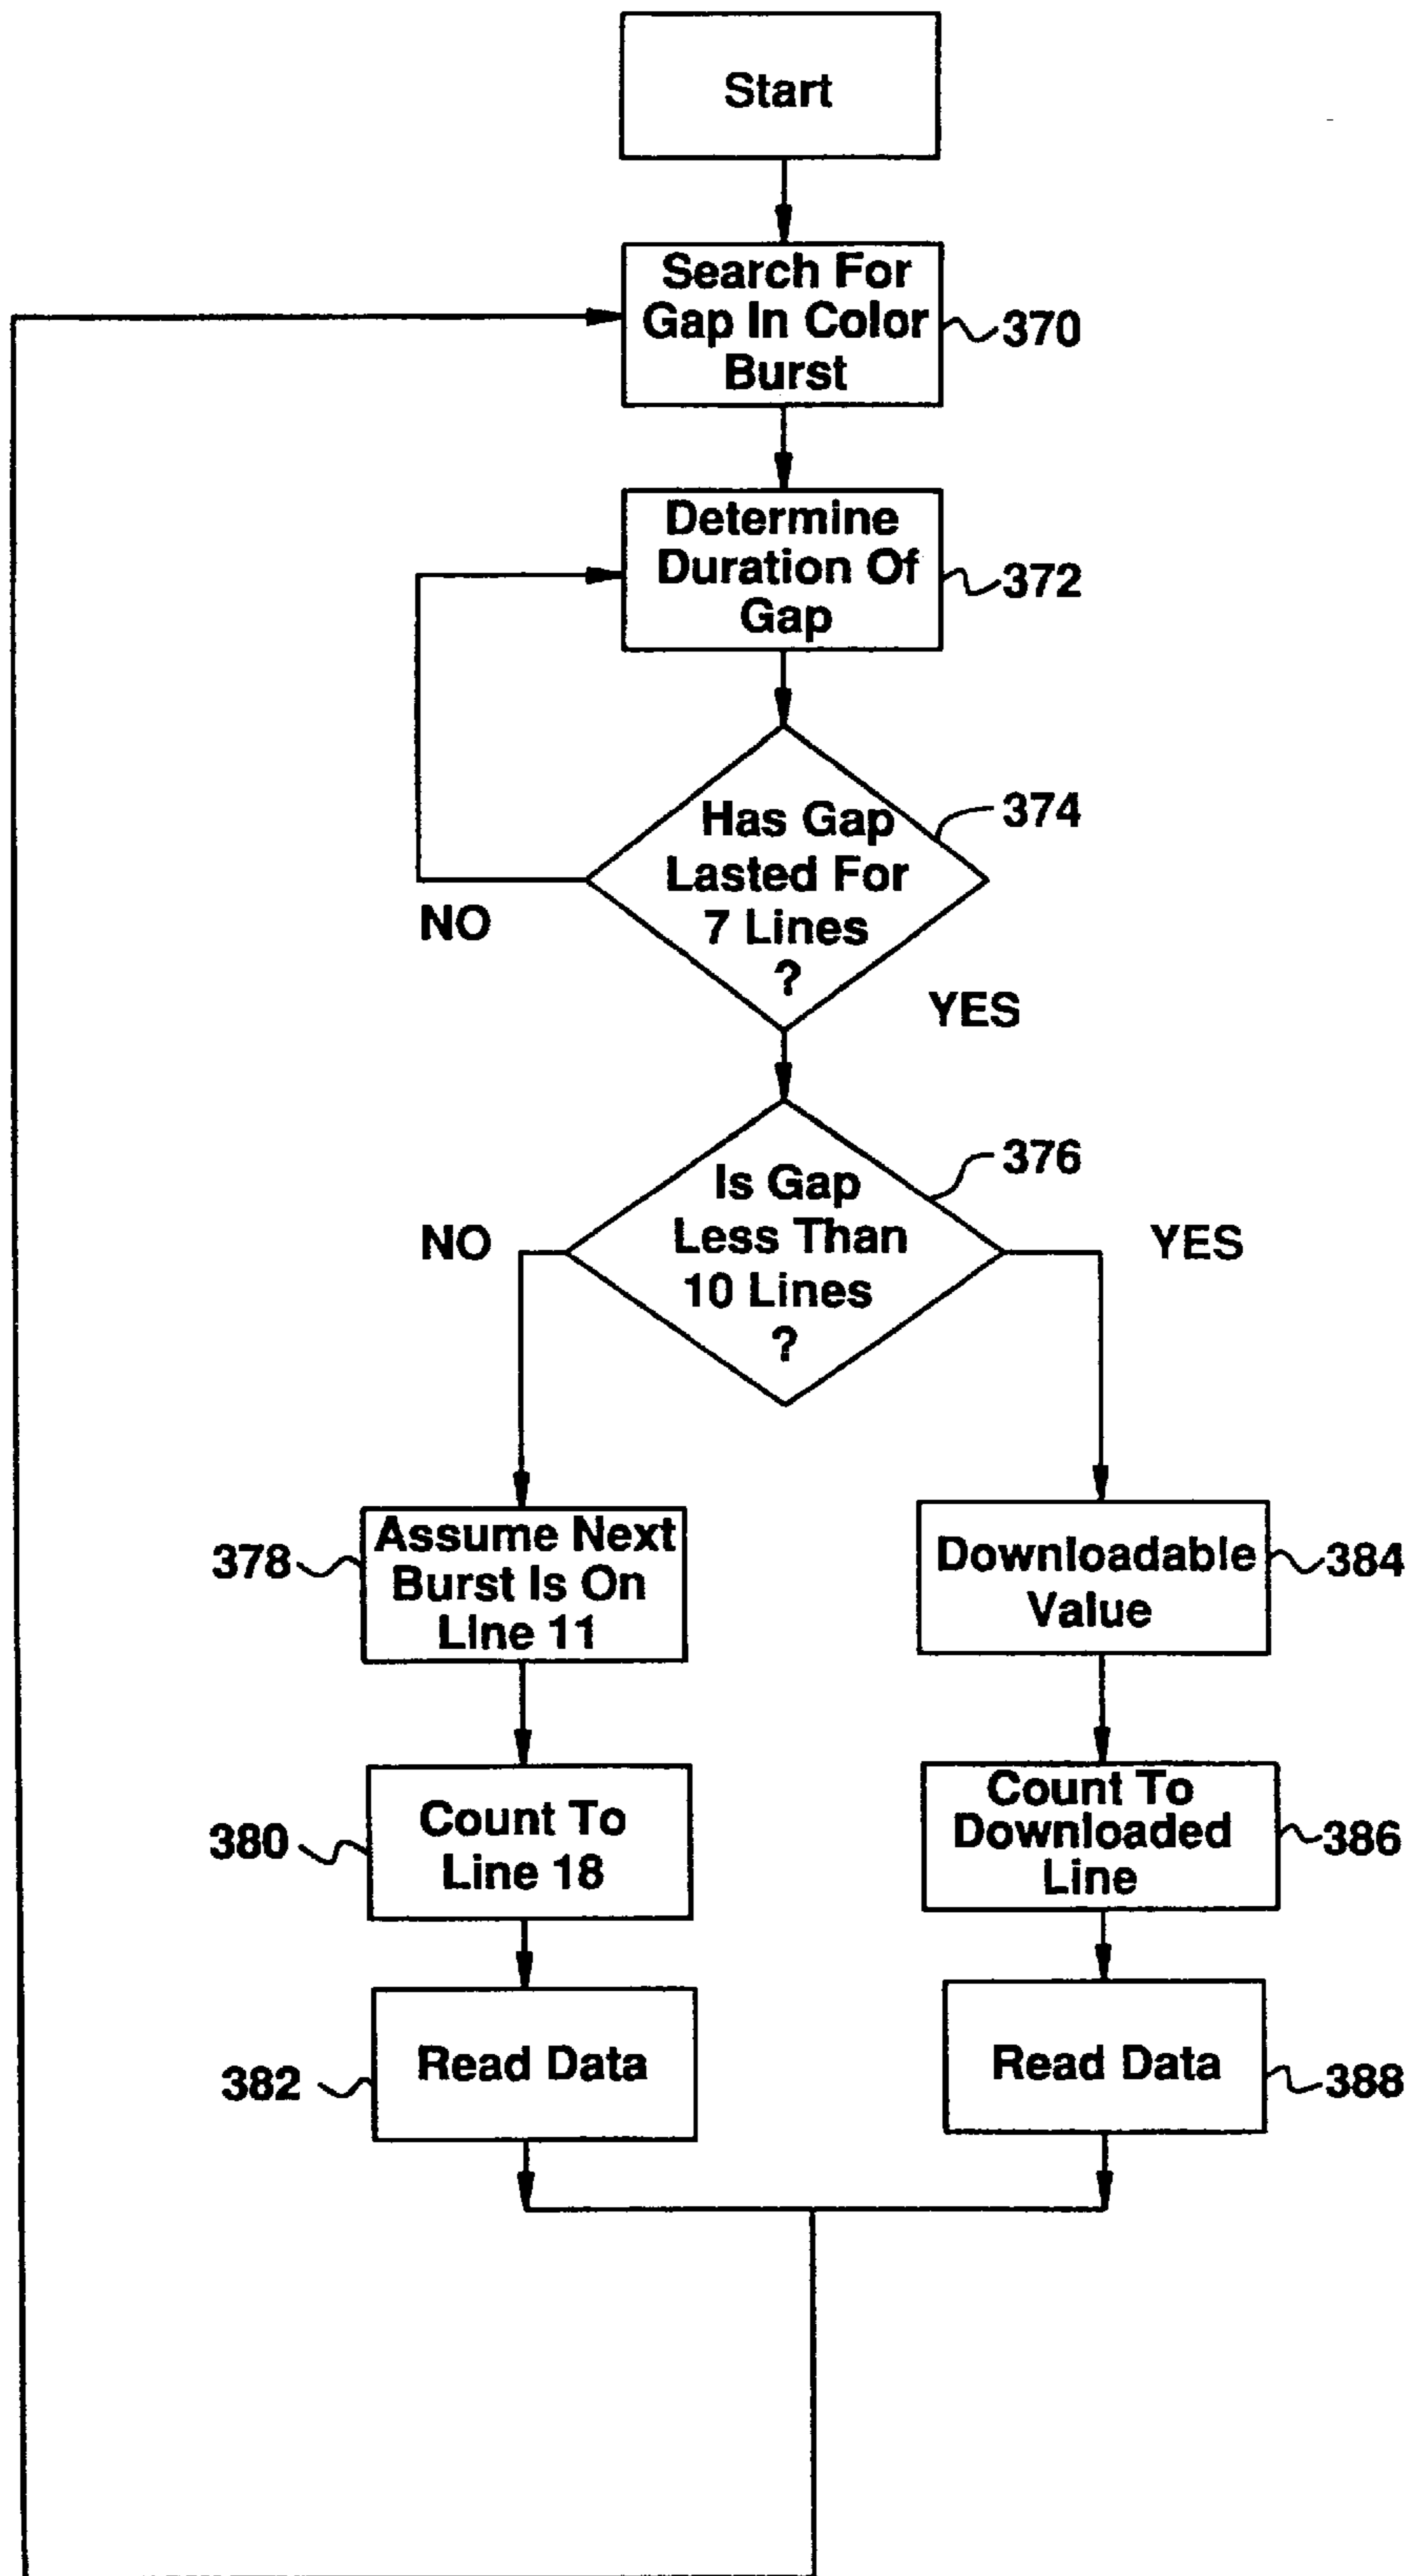 Start
Search For
Gap In Color
Burst
370
Determine
Duration Of
Gap
372
Has Gap
Lasted For
7 Lines
?
374
NO
YES
Is Gap
Less Than
10 Lines
?
376
NO
YES
Assume Next
Burst Is On
Line 11
378
Downloadable
Value
384
Count To
Line 18
380
Count To
Downloaded
Line
386
Read Data
382
Read Data
388